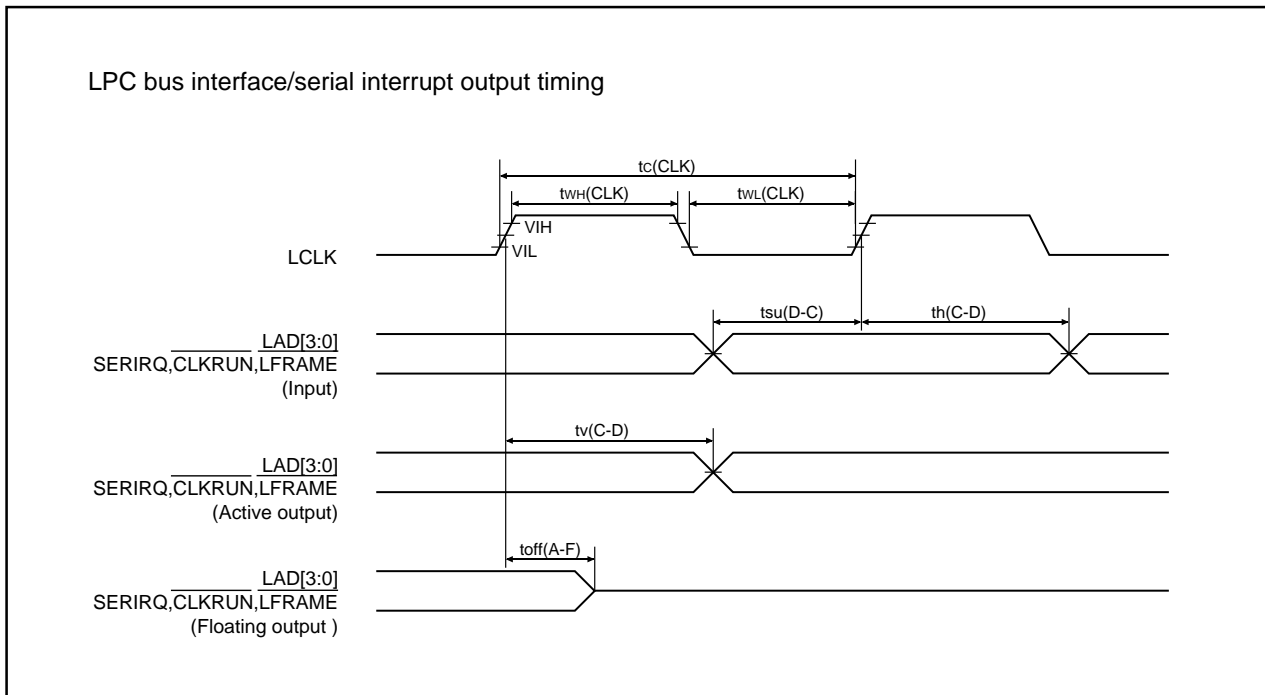 LPC bus interface/serial interrupt output timing
tC(CLK)
tWH(CLK)
tWL(CLK)
VIH
VIL
LCLK
tsu(D-C)
th(C-D)
LAD[3:0]
SERIRQ,CLKRUN,LFRAME
(Input)
tv(C-D)
LAD[3:0]
SERIRQ,CLKRUN,LFRAME
(Active output)
toff(A-F)
LAD[3:0]
SERIRQ,CLKRUN,LFRAME
(Floating output )